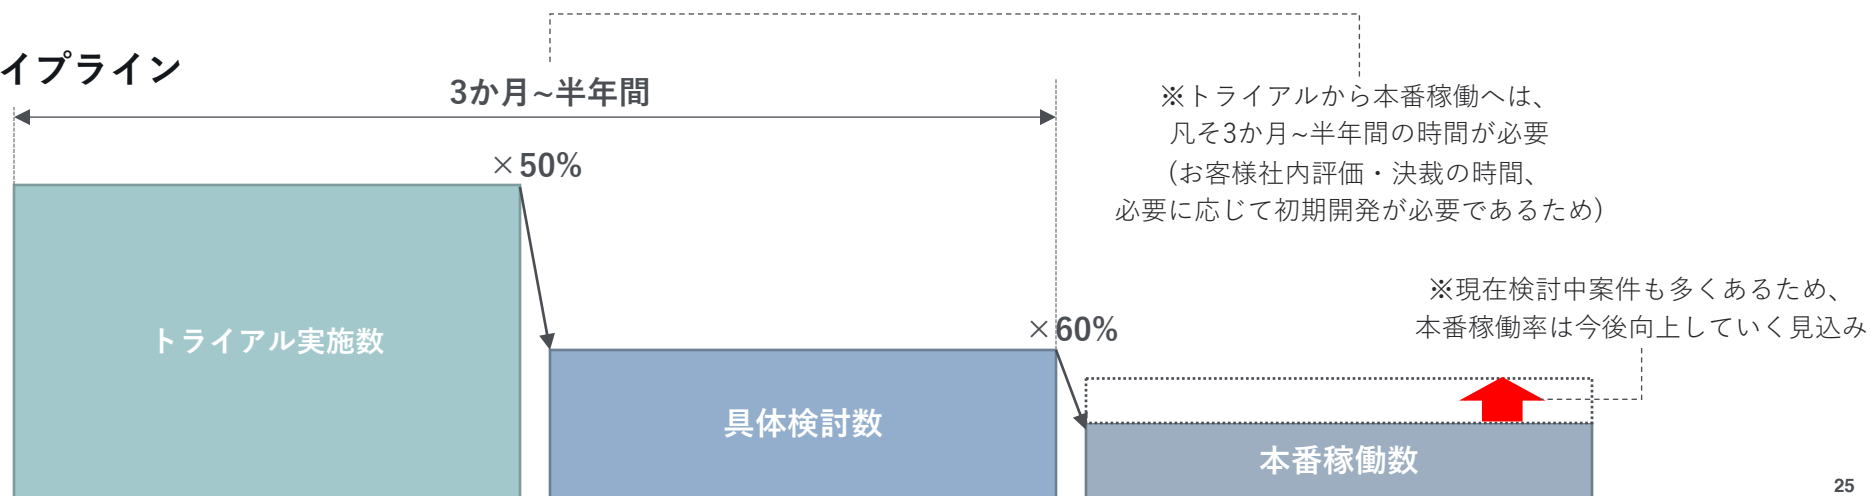 イプライン
3か月~半年間
※トライアルから本番稼働へは、
凡そ3か月~半年間の時間が必要
(お客様社内評価・決裁の時間、
必要に応じて初期開発が必要であるため)
×50%
※現在検討中案件も多くあるため、
本番稼働率は今後向上していく見込み
×60%
トライアル実施数
具体検討数
本番稼働数
25